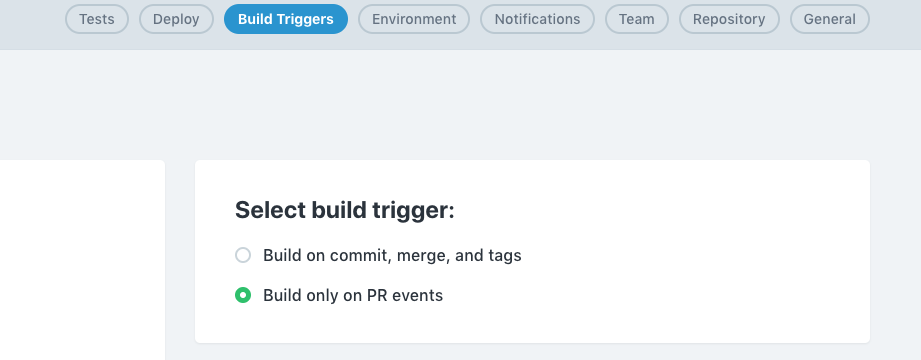 Tests Deploy Build Triggers Environment Notifications Team Repository General
Select build trigger:
Build on commit, merge, and tags
Build only on PR events